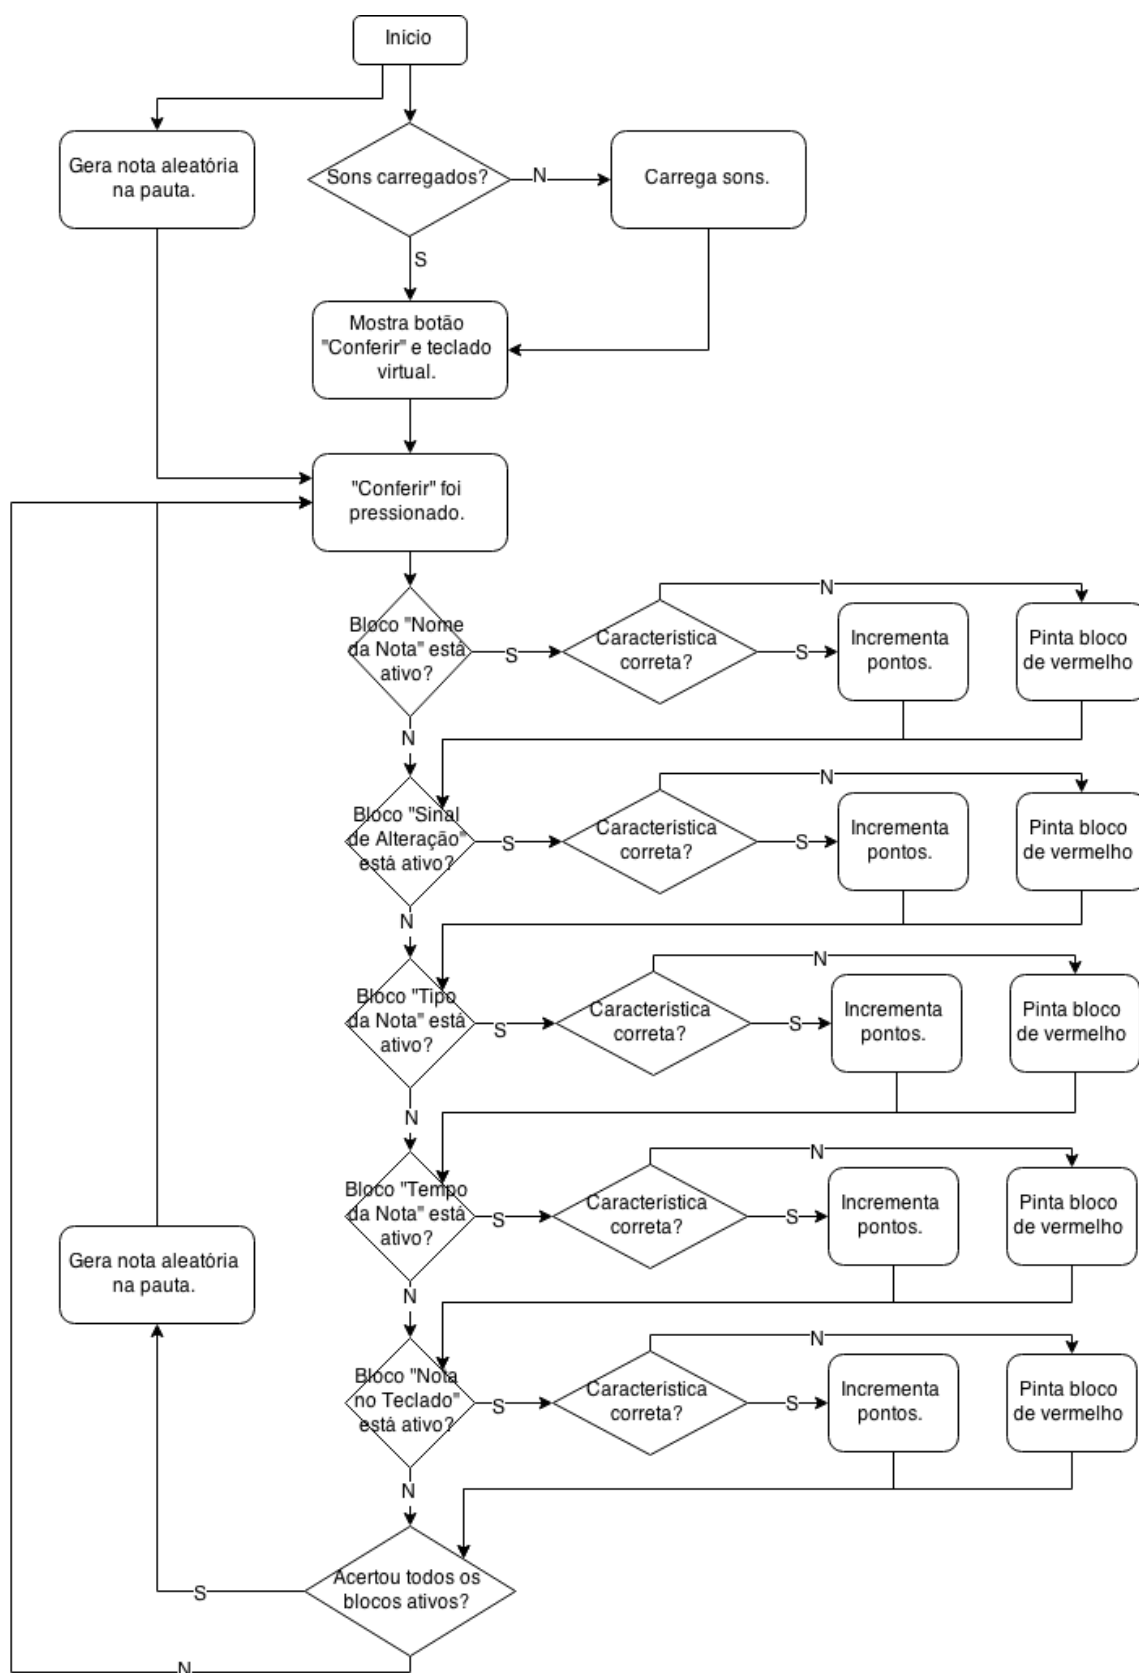 Início
Gera nota aleatória
na pauta.
Sons carregados?
N
Carrega sons.
S
Mostra botão
"Conferir" e teclado
virtual.
"Conferir" foi
pressionado.
Bloco "Nome
da Nota" está
ativo?
S
Característica
correta?
N
S
Incrementa
pontos.
Pinta bloco
de vermelho
N
Bloco "Sinal
de Alteração"
está ativo?
S
Característica
correta?
N
S
Incrementa
pontos.
Pinta bloco
de vermelho
N
Bloco "Tipo
da Nota" está
ativo?
S
Característica
correta?
N
S
Incrementa
pontos.
Pinta bloco
de vermelho
N
Bloco "Tempo
da Nota" está
ativo?
S
Característica
correta?
N
S
Incrementa
pontos.
Pinta bloco
de vermelho
Gera nota aleatória
na pauta.
N
Bloco "Nota
no Teclado"
está ativo?
S
Característica
correta?
N
S
Incrementa
pontos.
Pinta bloco
de vermelho
N
Acertou todos os
blocos ativos?
S
N